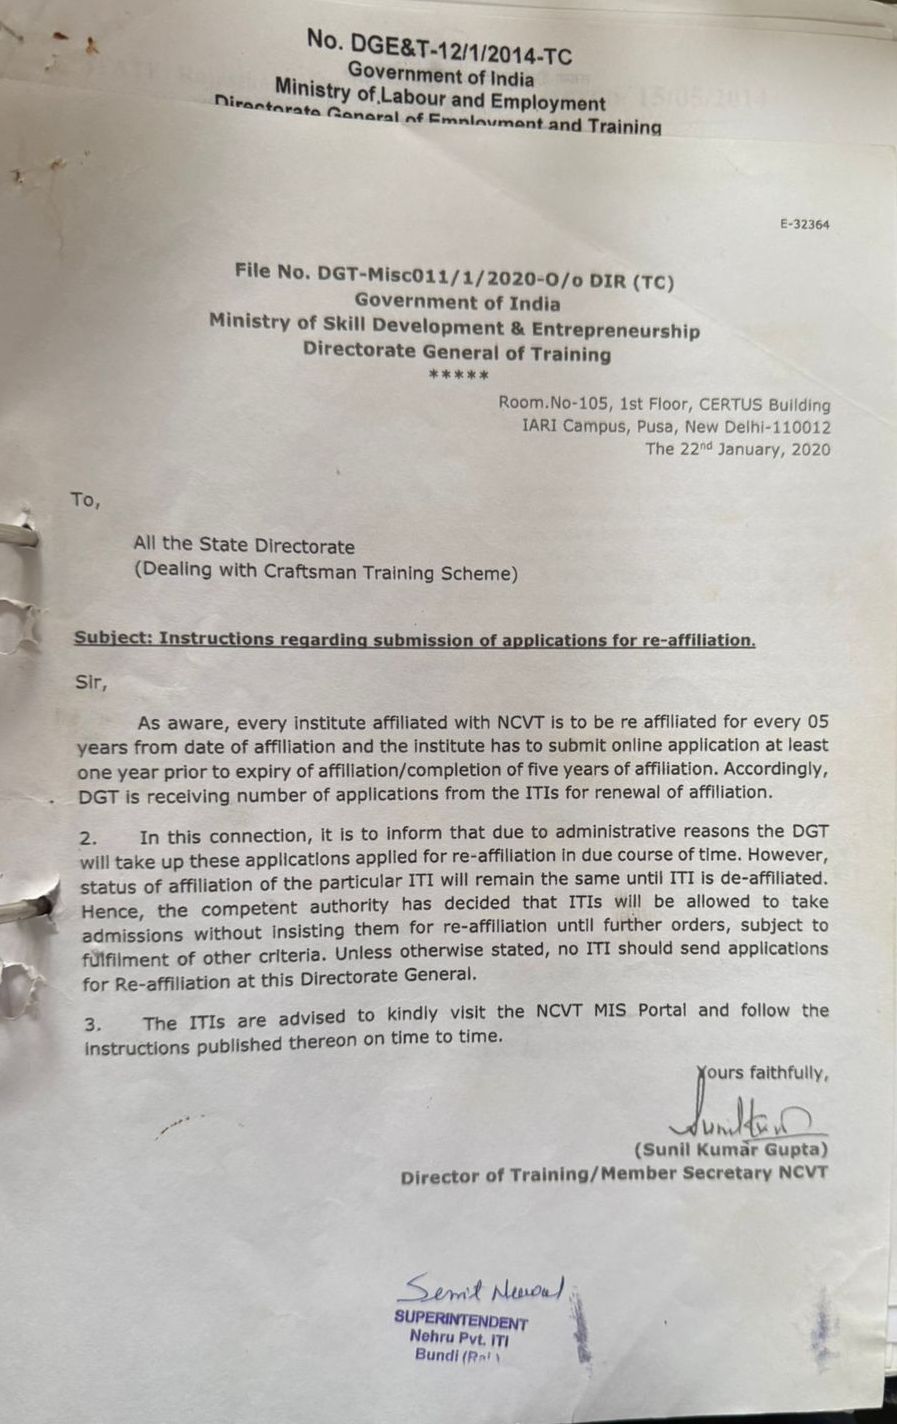 No. DGE&T-12/1/2014-TC
Government of India
Ministry of Labour and Employment
Directorate General of Employment and Training
E-32364
File No. DGT-Misc011/1/2020-O/o DIR (TC)
Government of India
Ministry of Skill Development & Entrepreneurship
Directorate General of Training
*****
Room.No-105, 1st Floor, CERTUS Building
IARI Campus, Pusa, New Delhi-110012
The 22nd January, 2020
To,
All the State Directorate
(Dealing with Craftsman Training Scheme)
Subject: Instructions regarding submission of applications for re-affiliation.
Sir,
As aware, every institute affiliated with NCVT is to be re affiliated for every 05
years from date of affiliation and the institute has to submit online application at least
one year prior to expiry of affiliation/completion of five years of affiliation. Accordingly,
DGT is receiving number of applications from the ITIs for renewal of affiliation.
2. In this connection, it is to inform that due to administrative reasons the DGT
will take up these applications applied for re-affiliation in due course of time. However,
status of affiliation of the particular ITI will remain the same until ITI is de-affiliated.
Hence, the competent authority has decided that ITIs will be allowed to take
admissions without insisting them for re-affiliation until further orders, subject to
fulfilment of other criteria. Unless otherwise stated, no ITI should send applications
for Re-affiliation at this Directorate General.
3. The ITIs are advised to kindly visit the NCVT MIS Portal and follow the
instructions published thereon on time to time.
Yours faithfully,
(Sunil Kumar Gupta)
Director of Training/Member Secretary NCVT
SUPERINTENDENT
Nehru Pvt. ITI
Bundi